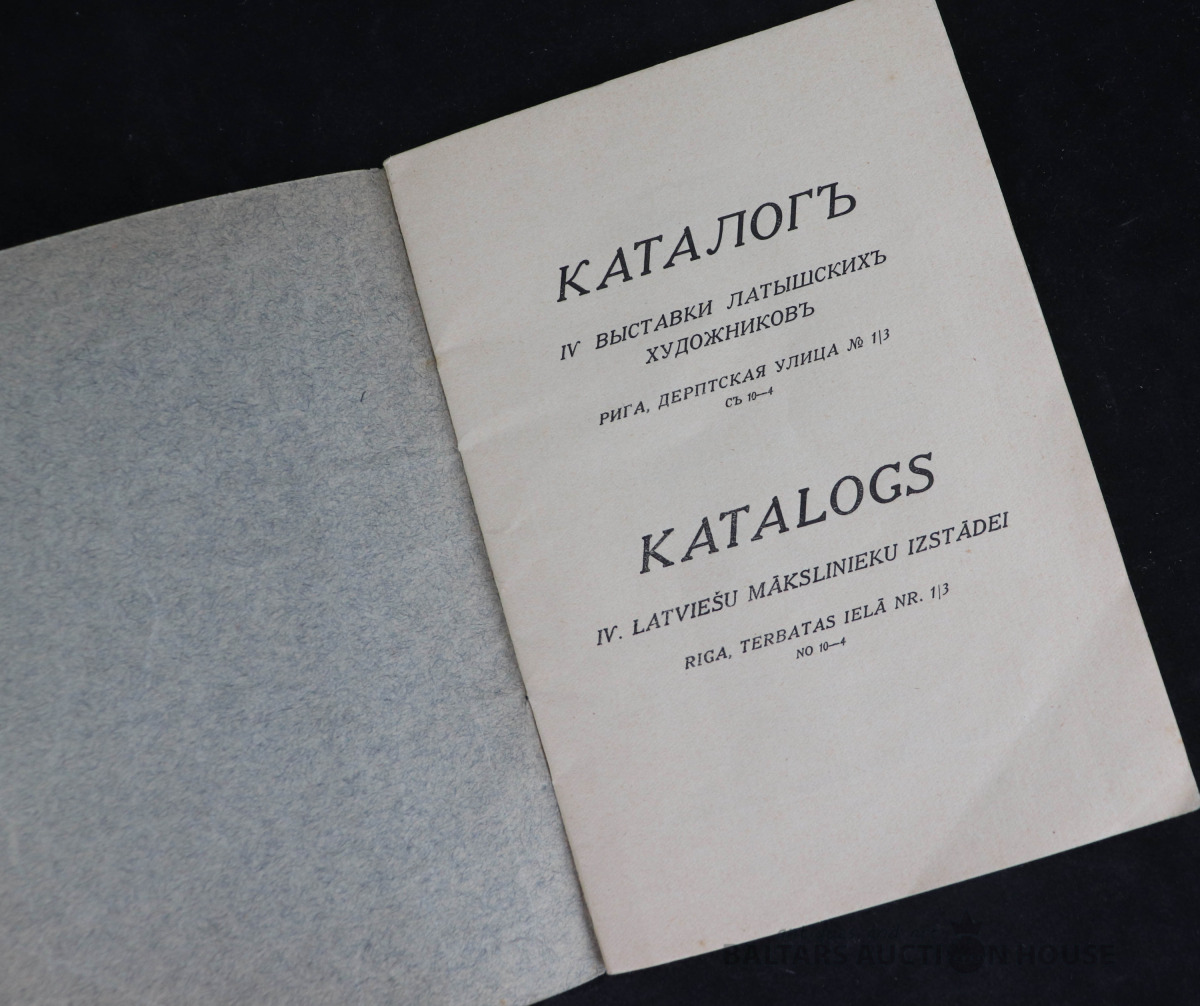 КАТАЛОГЪ
IV ВЫСТАВКИ ЛАТЫШСКИХЪ
ХУДОЖНИКОВЪ
РИГА, ДЕРПТСКАЯ УЛИЦА № 1|3
СЪ 10—4
KATALOGS
IV. LATVIEŠU MĀKSLINIEKU IZSTĀDEI
RIGA, TERBATAS IELĀ NR. 1|3
NO 10—4
BALTARS AUCTION HOUSE